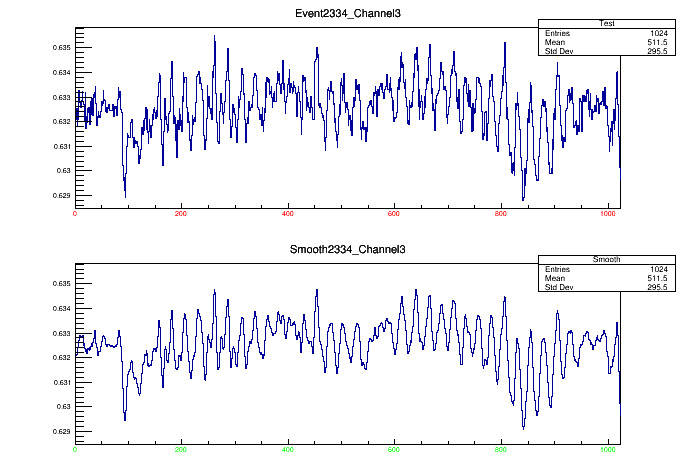 Event2334_Channel3
Test
Entries 1024
Mean 511.5
Std Dev 295.5
0.635
0.634
0.633
0.632
0.631
0.63
0.629
0 200 400 600 800 1000
Smooth2334_Channel3
Smooth
Entries 1024
Mean 511.5
Std Dev 295.5
0.635
0.634
0.633
0.632
0.631
0.63
0.629
0 200 400 600 800 1000